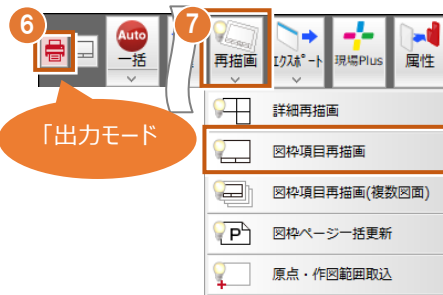 6
7
Auto
一括
再描画
ｴｸｽﾎﾟｰﾄ
現場Plus
属性
「出力モード
詳細再描画
図枠項目再描画
図枠項目再描画(複数図面)
P
図枠ページ一括更新
原点・作図範囲取込